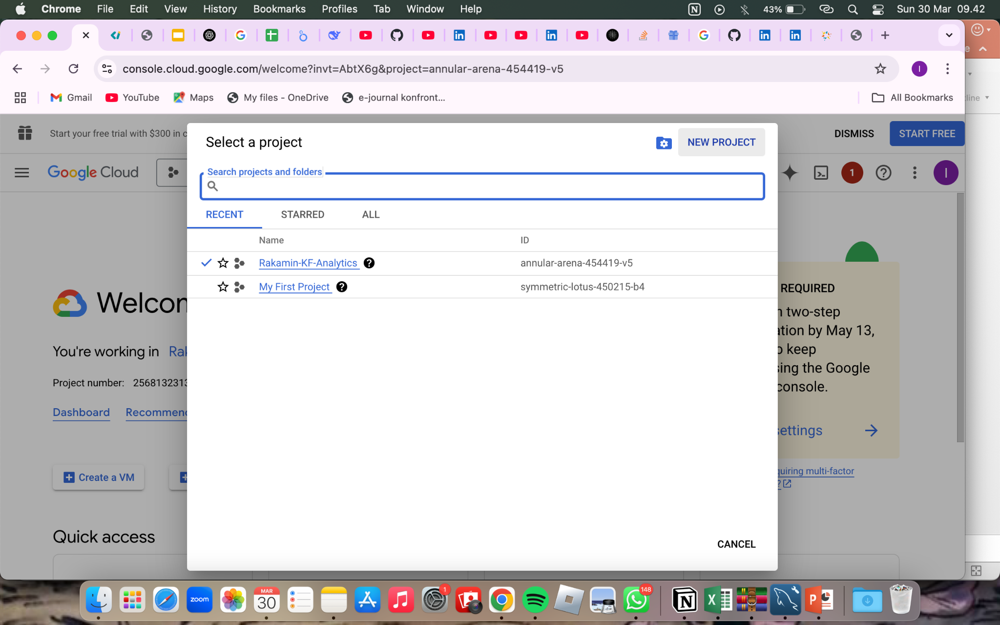 Chrome File Edit View History Bookmarks Profiles Tab Window Help 43% Sun 30 Mar 09.42
console.cloud.google.com/welcome?invt=AbtX6g&project=annular-arena-454419-v5
Gmail YouTube Maps My files - OneDrive e-journal konfront... All Bookmarks
Start your free trial with $300 in c
DISMISS START FREE
Select a project
NEW PROJECT
Google Cloud
1
Search projects and folders
RECENT STARRED ALL
Name ID
Rakamin-KF-Analytics annular-arena-454419-v5
My First Project symmetric-lotus-450215-b4
REQUIRED
two-step
ation by May 13,
o keep
sing the Google
console.
settings
quiring multi-factor
?
Welcon
You're working in Rak
Project number: 256813231
Dashboard Recommen
Create a VM
Quick access
CANCEL
zoom
MAR
30
1
148